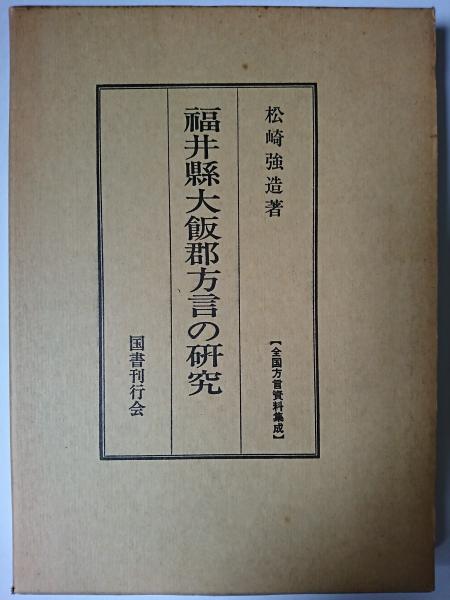 松崎強造著
【全国方言資料集成】
福井縣大飯郡方言の研究
国書刊行会